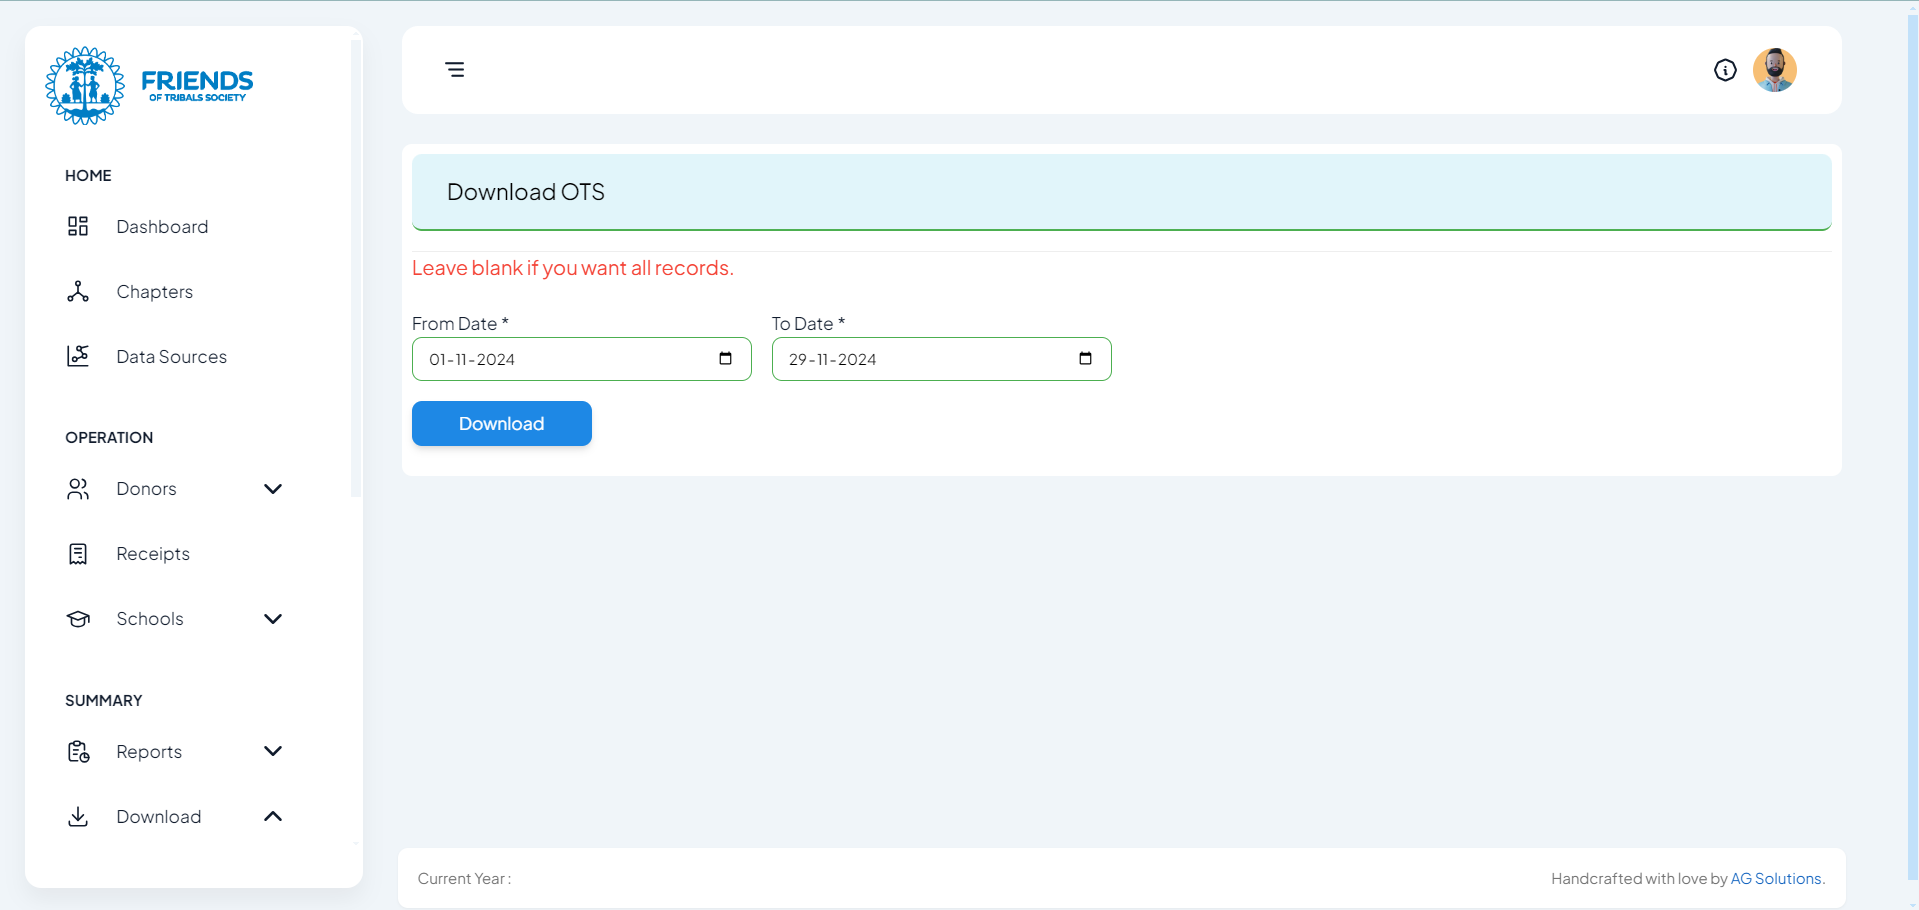 FRIENDS
OF TRIBALS SOCIETY
HOME
Dashboard
Chapters
Data Sources
OPERATION
Donors
Receipts
Schools
SUMMARY
Reports
Download
Download OTS
Leave blank if you want all records.
From Date *
To Date *
01-11-2024
29-11-2024
Download
Current Year :
Handcrafted with love by AG Solutions.